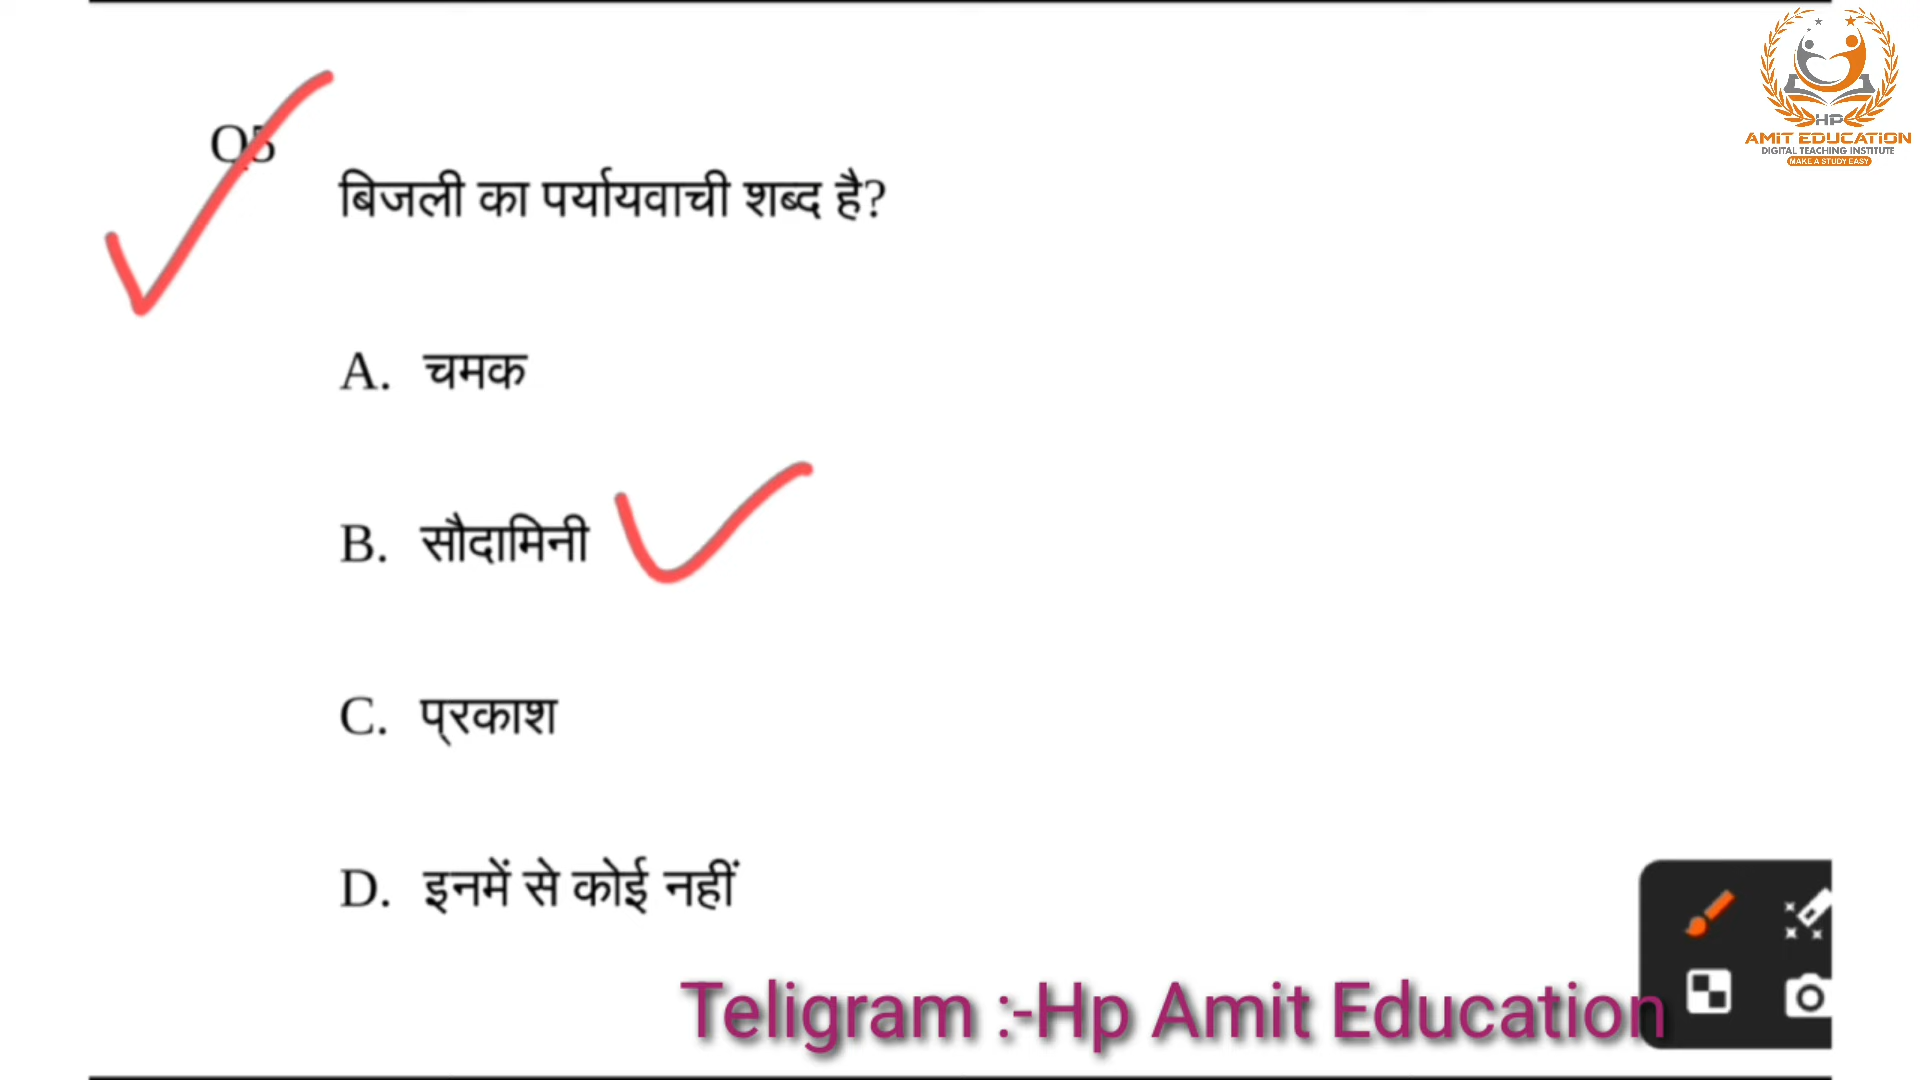 HP
AMIT EDUCATION
DIGITAL TEACHING INSTITUTE
MAKE A STUDY EASY
Q5
बिजली का पर्यायवाची शब्द है?
A. चमक
B. सौदामिनी
C. प्रकाश
D. इनमें से कोई नहीं
Teligram :-Hp Amit Education